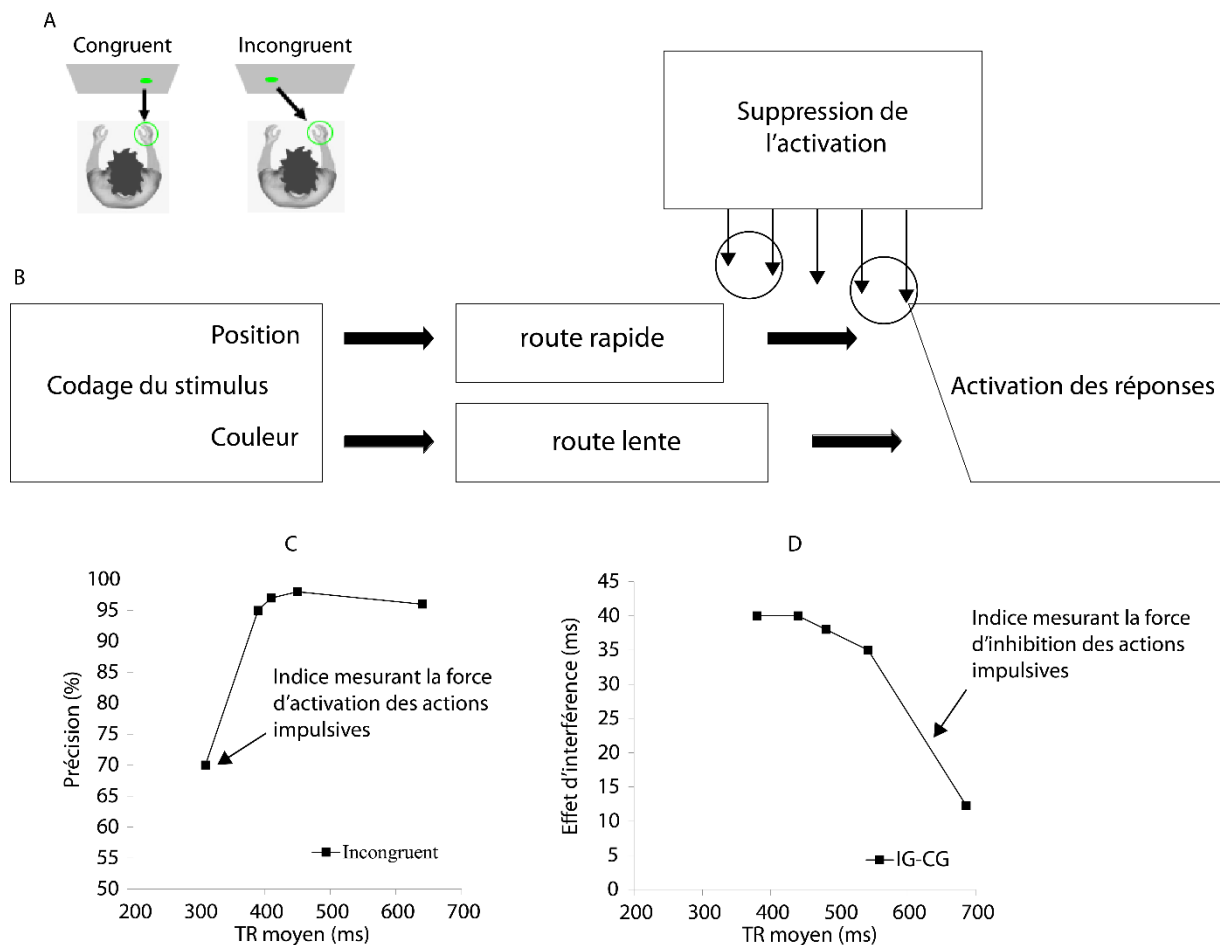 A
Congruent
Incongruent
Suppression de
l’activation
B
Position
Codage du stimulus
Couleur
route rapide
route lente
Activation des réponses
C
100
95
90
85
80
75
70
65
60
55
50
Précision (%)
Indice mesurant la force
d’activation des actions
impulsives
Incongruent
200 300 400 500 600 700
TR moyen (ms)
D
45
40
35
30
25
20
15
10
5
0
Effet d’interférence (ms)
Indice mesurant la force
d’inhibition des actions
impulsives
IG-CG
200 300 400 500 600 700
TR moyen (ms)